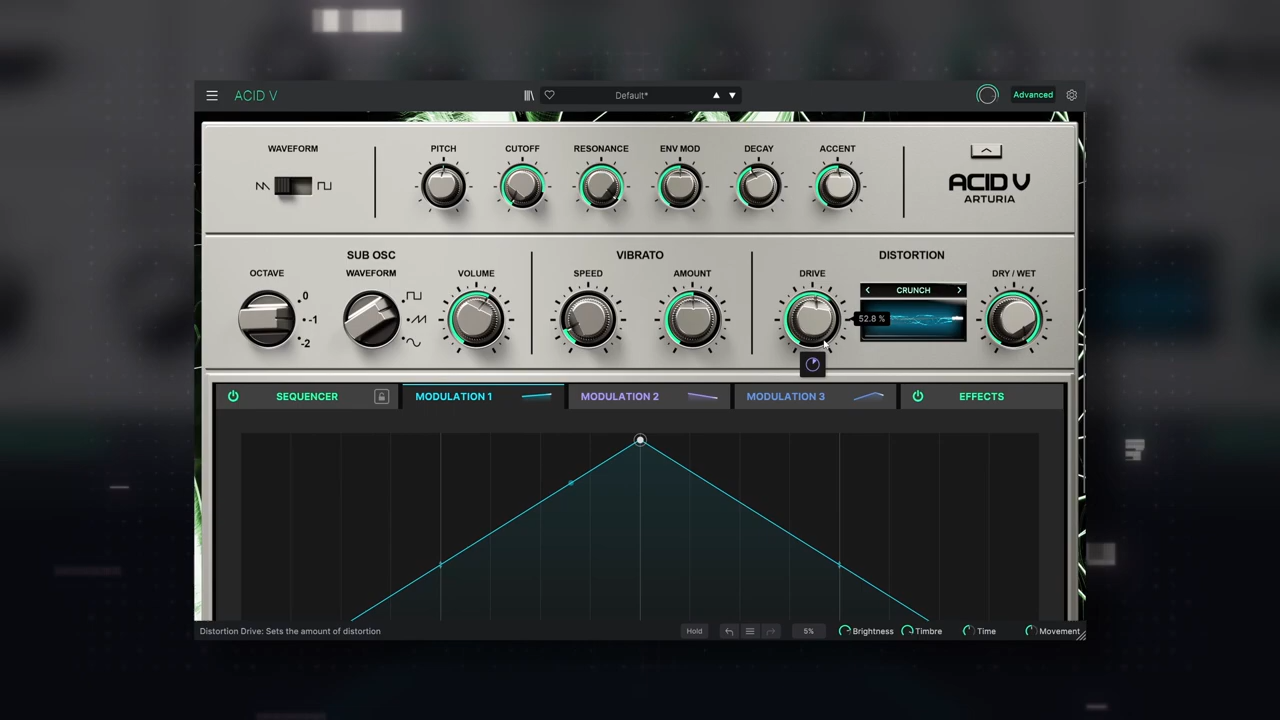 ACID V
Default*
Advanced
WAVEFORM
PITCH
CUTOFF
RESONANCE
ENV MOD
DECAY
ACCENT
ACID V
ARTURIA
SUB OSC
VIBRATO
DISTORTION
OCTAVE
WAVEFORM
VOLUME
SPEED
AMOUNT
DRIVE
DRY / WET
CRUNCH
0
-1
-2
52.8 %
SEQUENCER
MODULATION 1
MODULATION 2
MODULATION 3
EFFECTS
Distortion Drive: Sets the amount of distortion
Hold
5%
Brightness
Timbre
Time
Movement